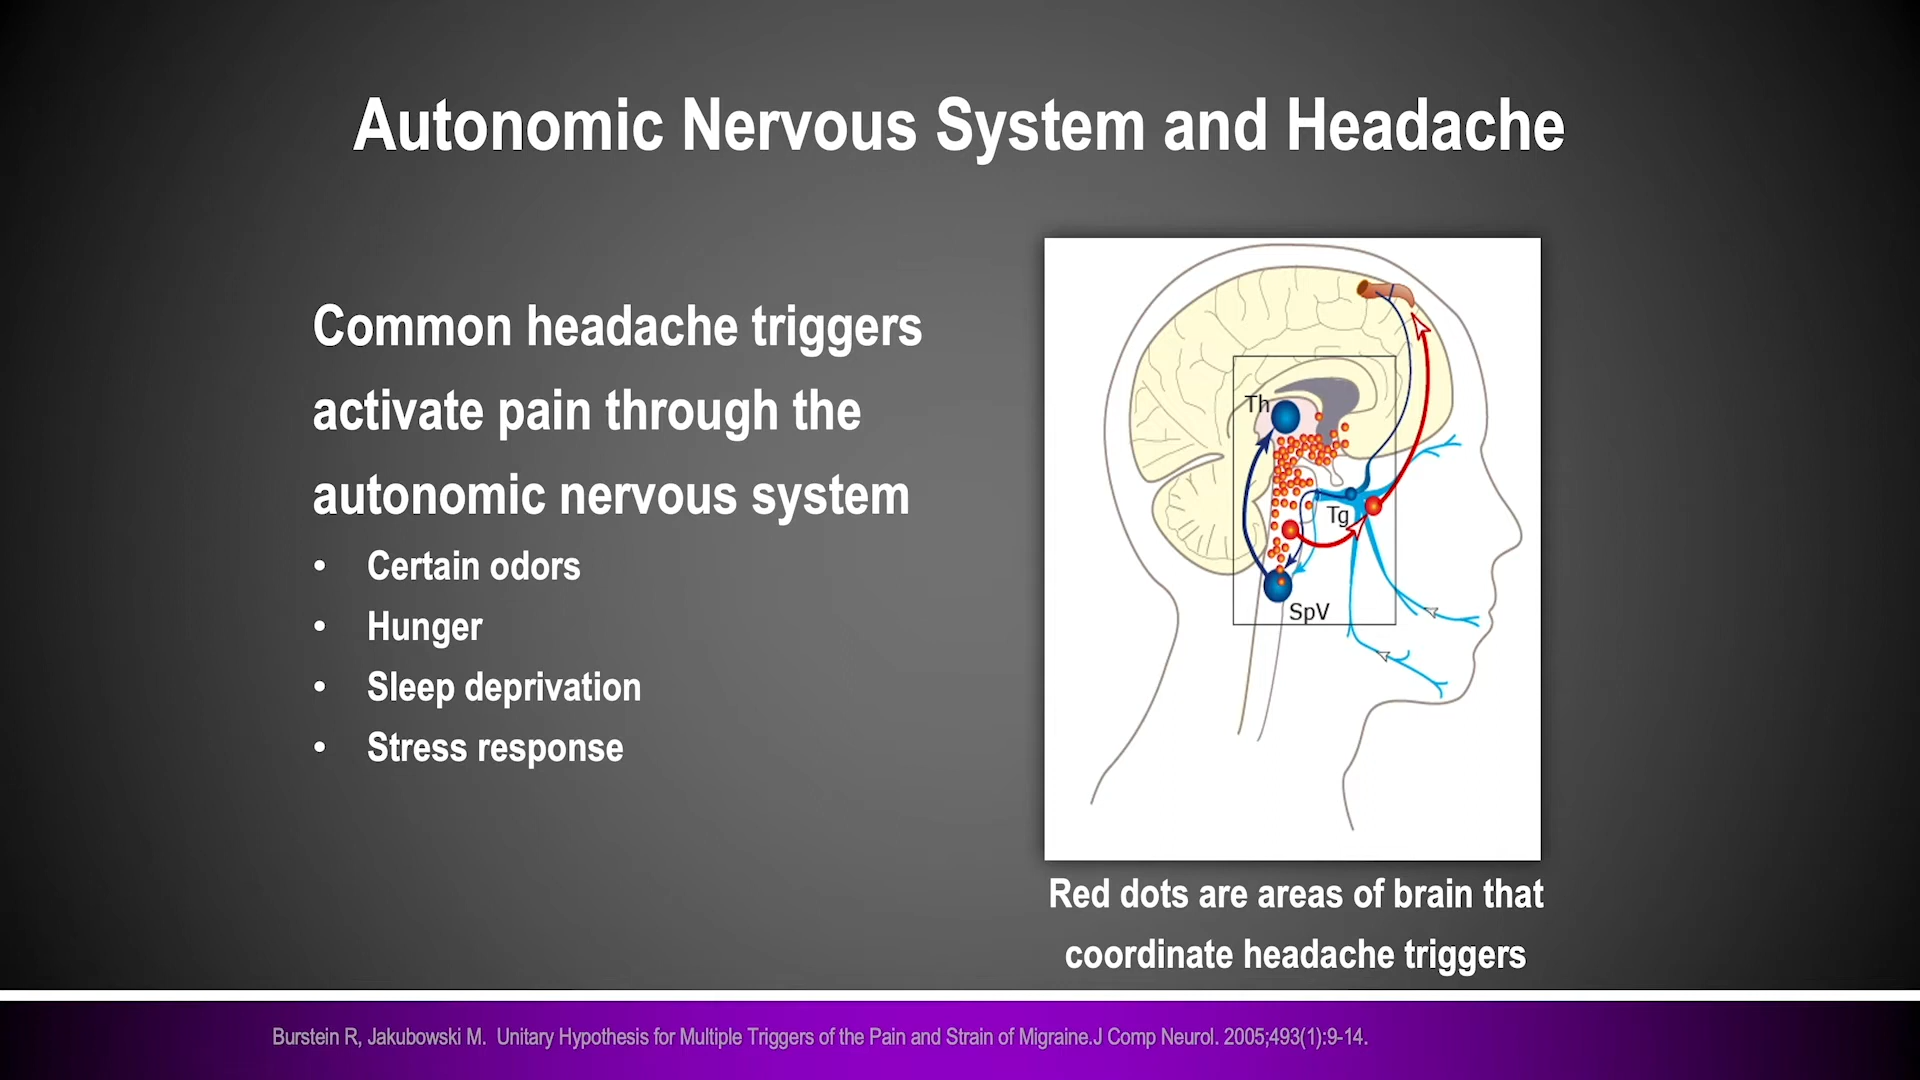 Autonomic Nervous System and Headache
Common headache triggers
activate pain through the
autonomic nervous system
• Certain odors
• Hunger
• Sleep deprivation
• Stress response
Th
Tg
SpV
Red dots are areas of brain that
coordinate headache triggers
Burstein R, Jakubowski M.  Unitary Hypothesis for Multiple Triggers of the Pain and Strain of Migraine.J Comp Neurol. 2005;493(1):9-14.